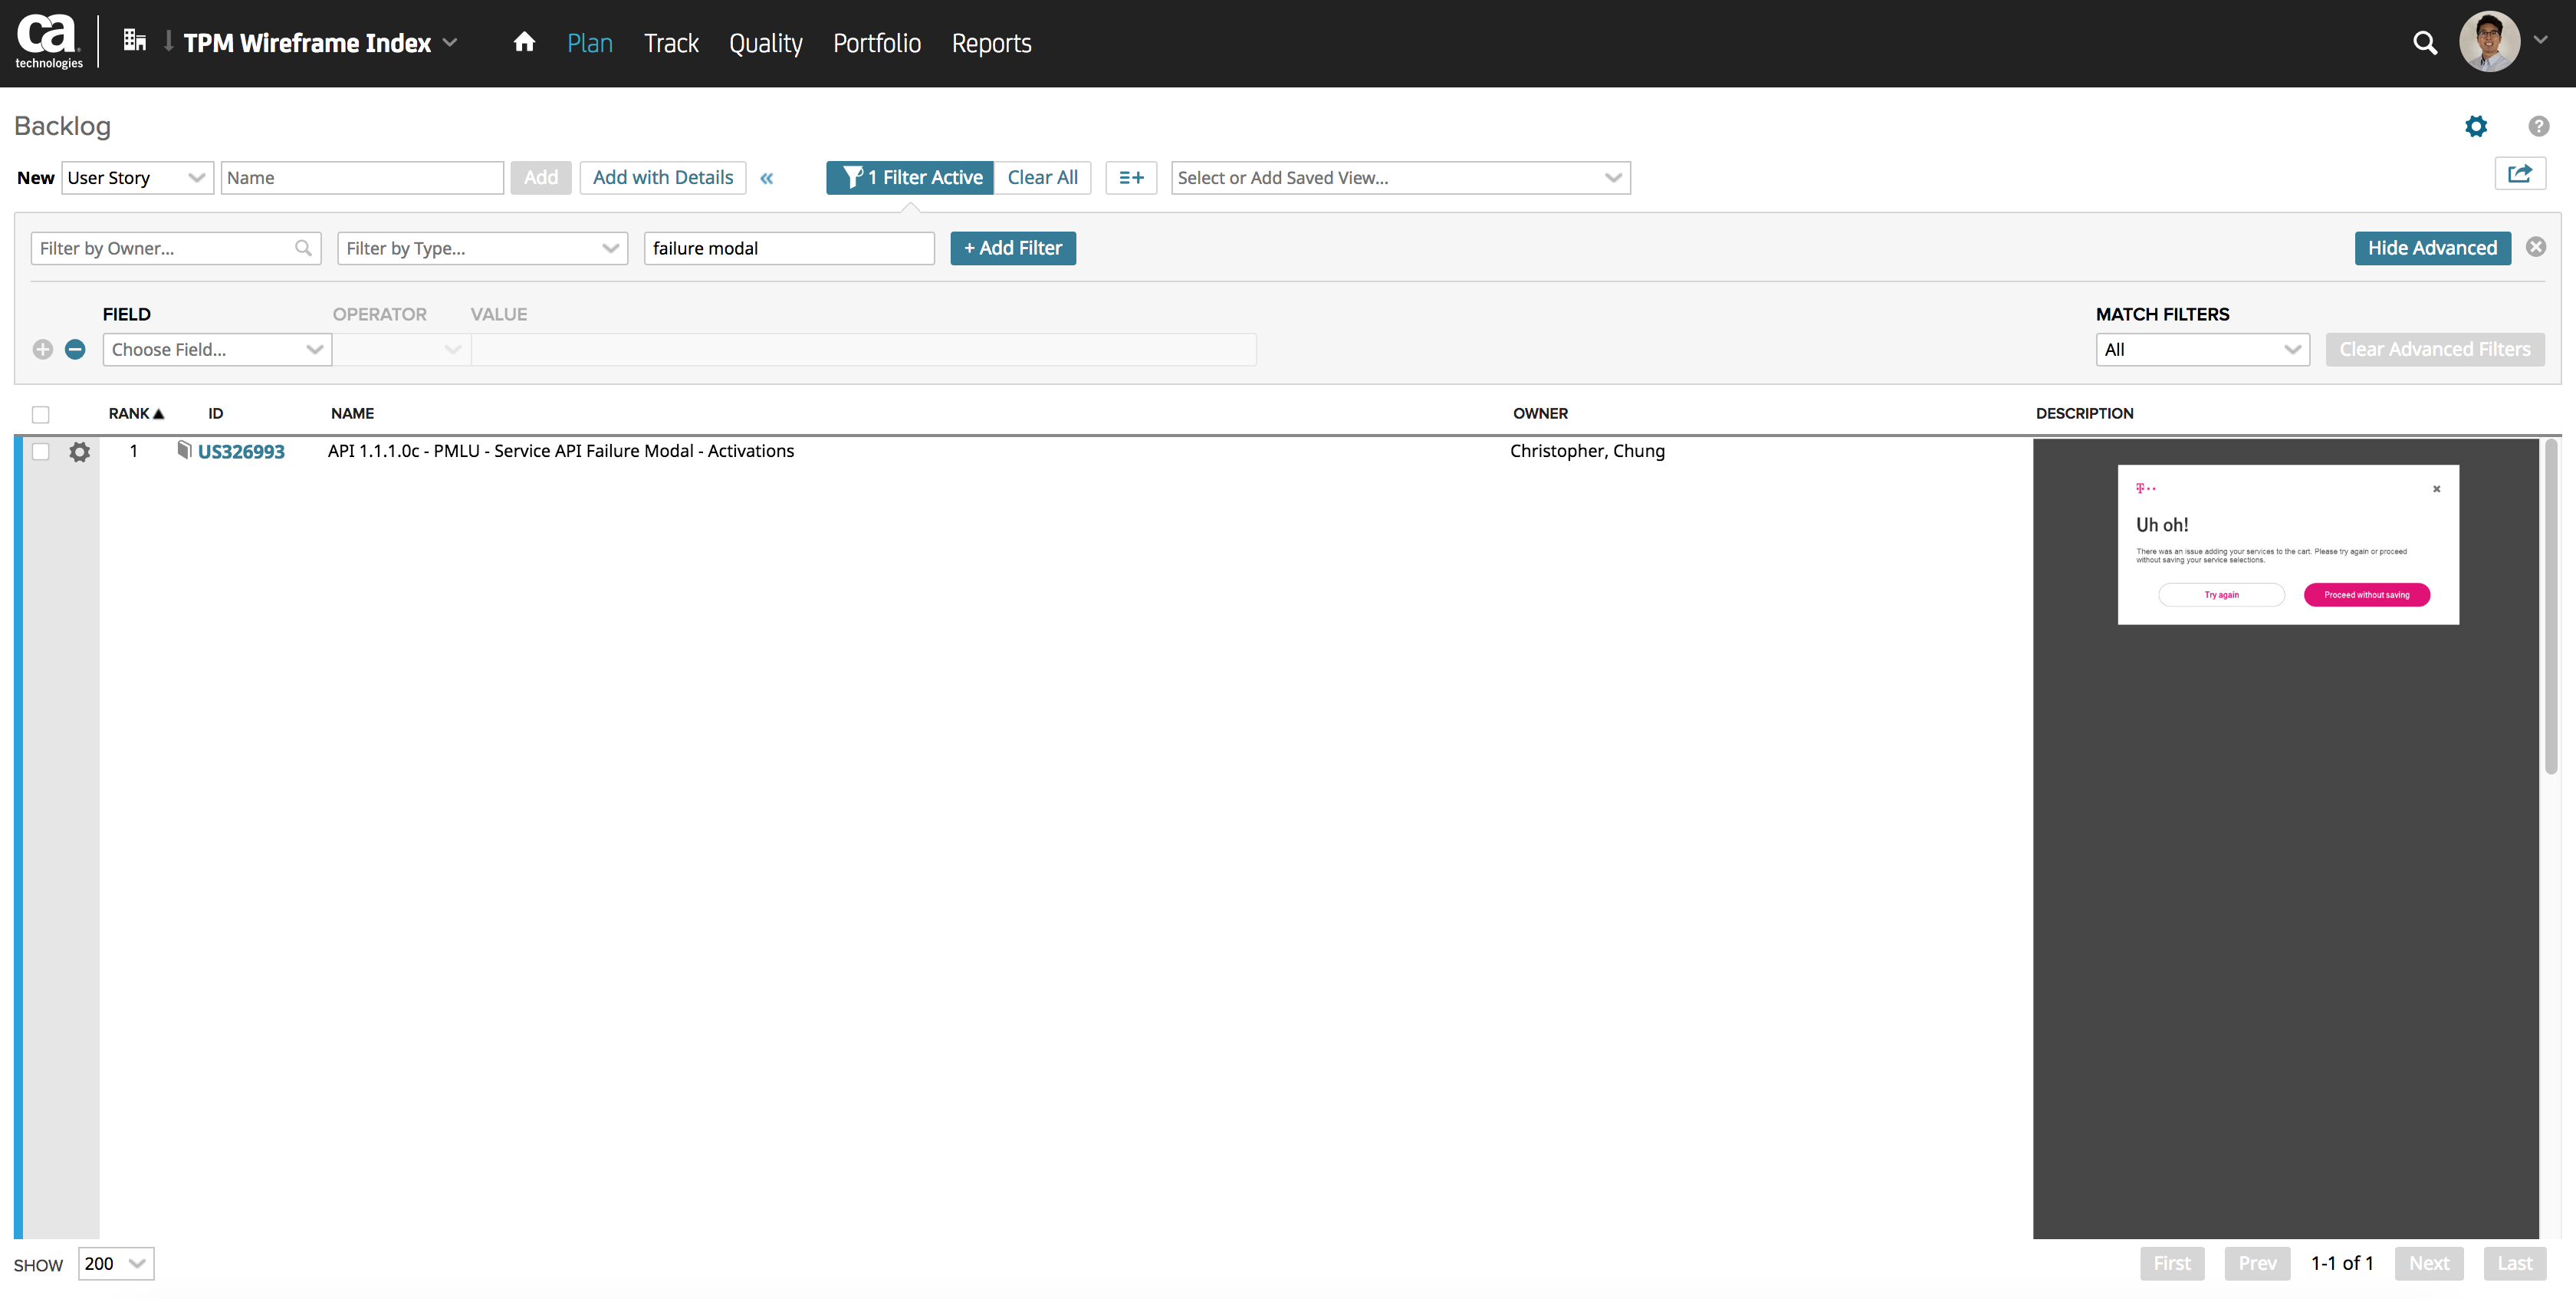 ca
technologies
TPM Wireframe Index
Plan
Track
Quality
Portfolio
Reports
Backlog
New
User Story
Name
Add
Add with Details
«
1 Filter Active
Clear All
Select or Add Saved View...
Filter by Owner...
Filter by Type...
failure modal
+ Add Filter
Hide Advanced
FIELD
OPERATOR
VALUE
MATCH FILTERS
Choose Field...
All
Clear Advanced Filters
RANK
ID
NAME
OWNER
DESCRIPTION
1
US326993
API 1.1.1.0c - PMLU - Service API Failure Modal - Activations
Christopher, Chung
T
Uh oh!
There was an issue adding your services to the cart. Please try again or proceed
without saving your service selections.
Try again
Proceed without saving
SHOW
200
First
Prev
1-1 of 1
Next
Last